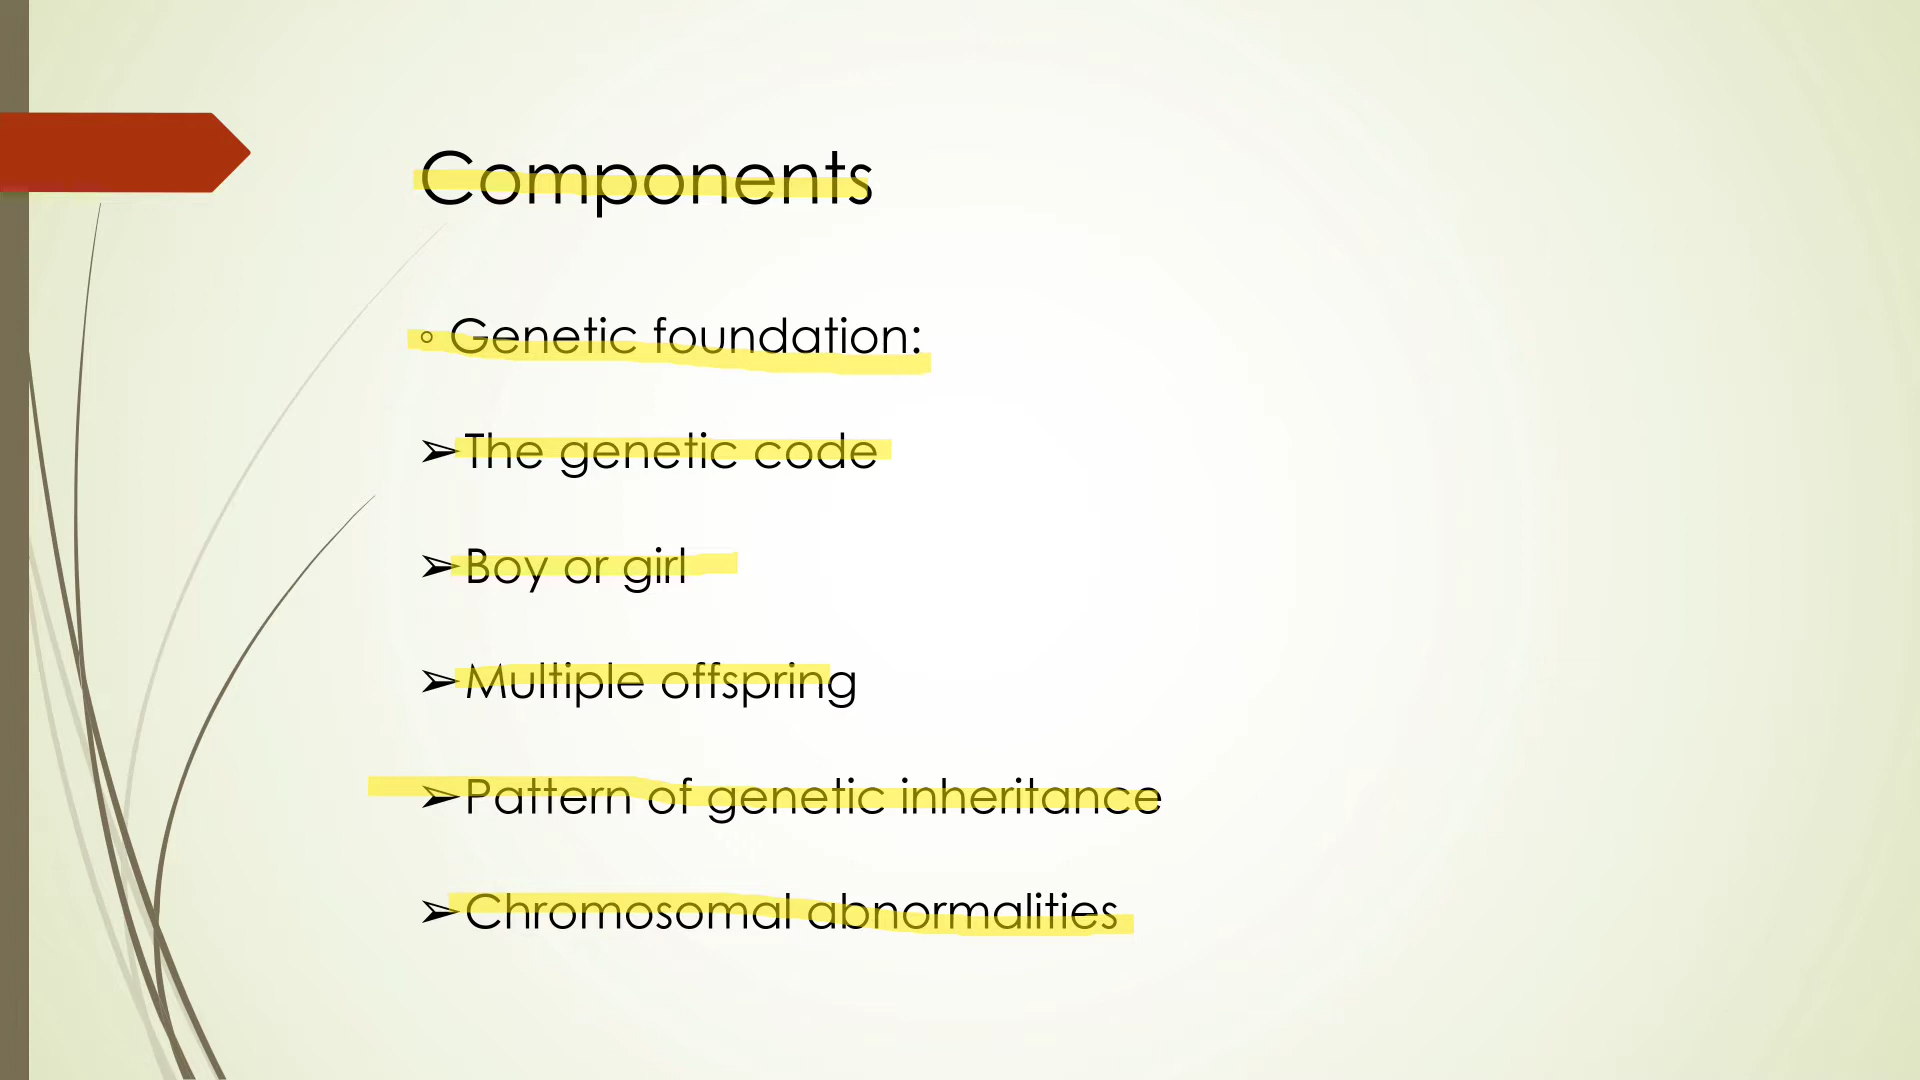 Components
◦ Genetic foundation:
➢ The genetic code
➢ Boy or girl
➢ Multiple offspring
➢ Pattern of genetic inheritance
➢ Chromosomal abnormalities